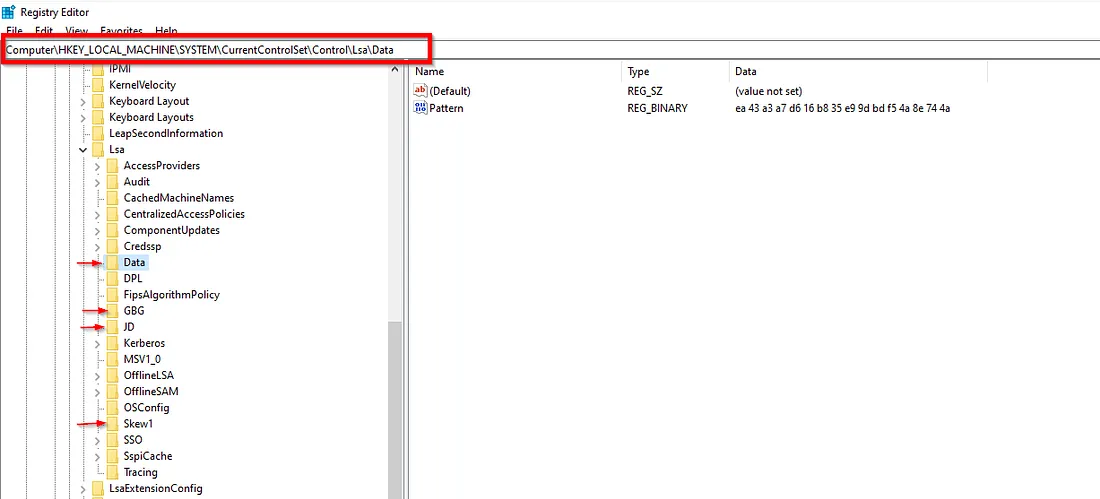 Registry Editor
File Edit View Favorites Help
Computer\HKEY_LOCAL_MACHINE\SYSTEM\CurrentControlSet\Control\Lsa\Data
IPMI
KernelVelocity
Keyboard Layout
Keyboard Layouts
LeapSecondInformation
Lsa
AccessProviders
Audit
CachedMachineNames
CentralizedAccessPolicies
ComponentUpdates
Credssp
Data
DPL
FipsAlgorithmPolicy
GBG
JD
Kerberos
MSV1_0
OfflineLSA
OfflineSAM
OSConfig
Skew1
SSO
SspiCache
Tracing
LsaExtensionConfig
Name Type Data
(Default) REG_SZ (value not set)
Pattern REG_BINARY ea 43 a3 a7 d6 16 b8 35 e9 9d bd f5 4a 8e 74 4a